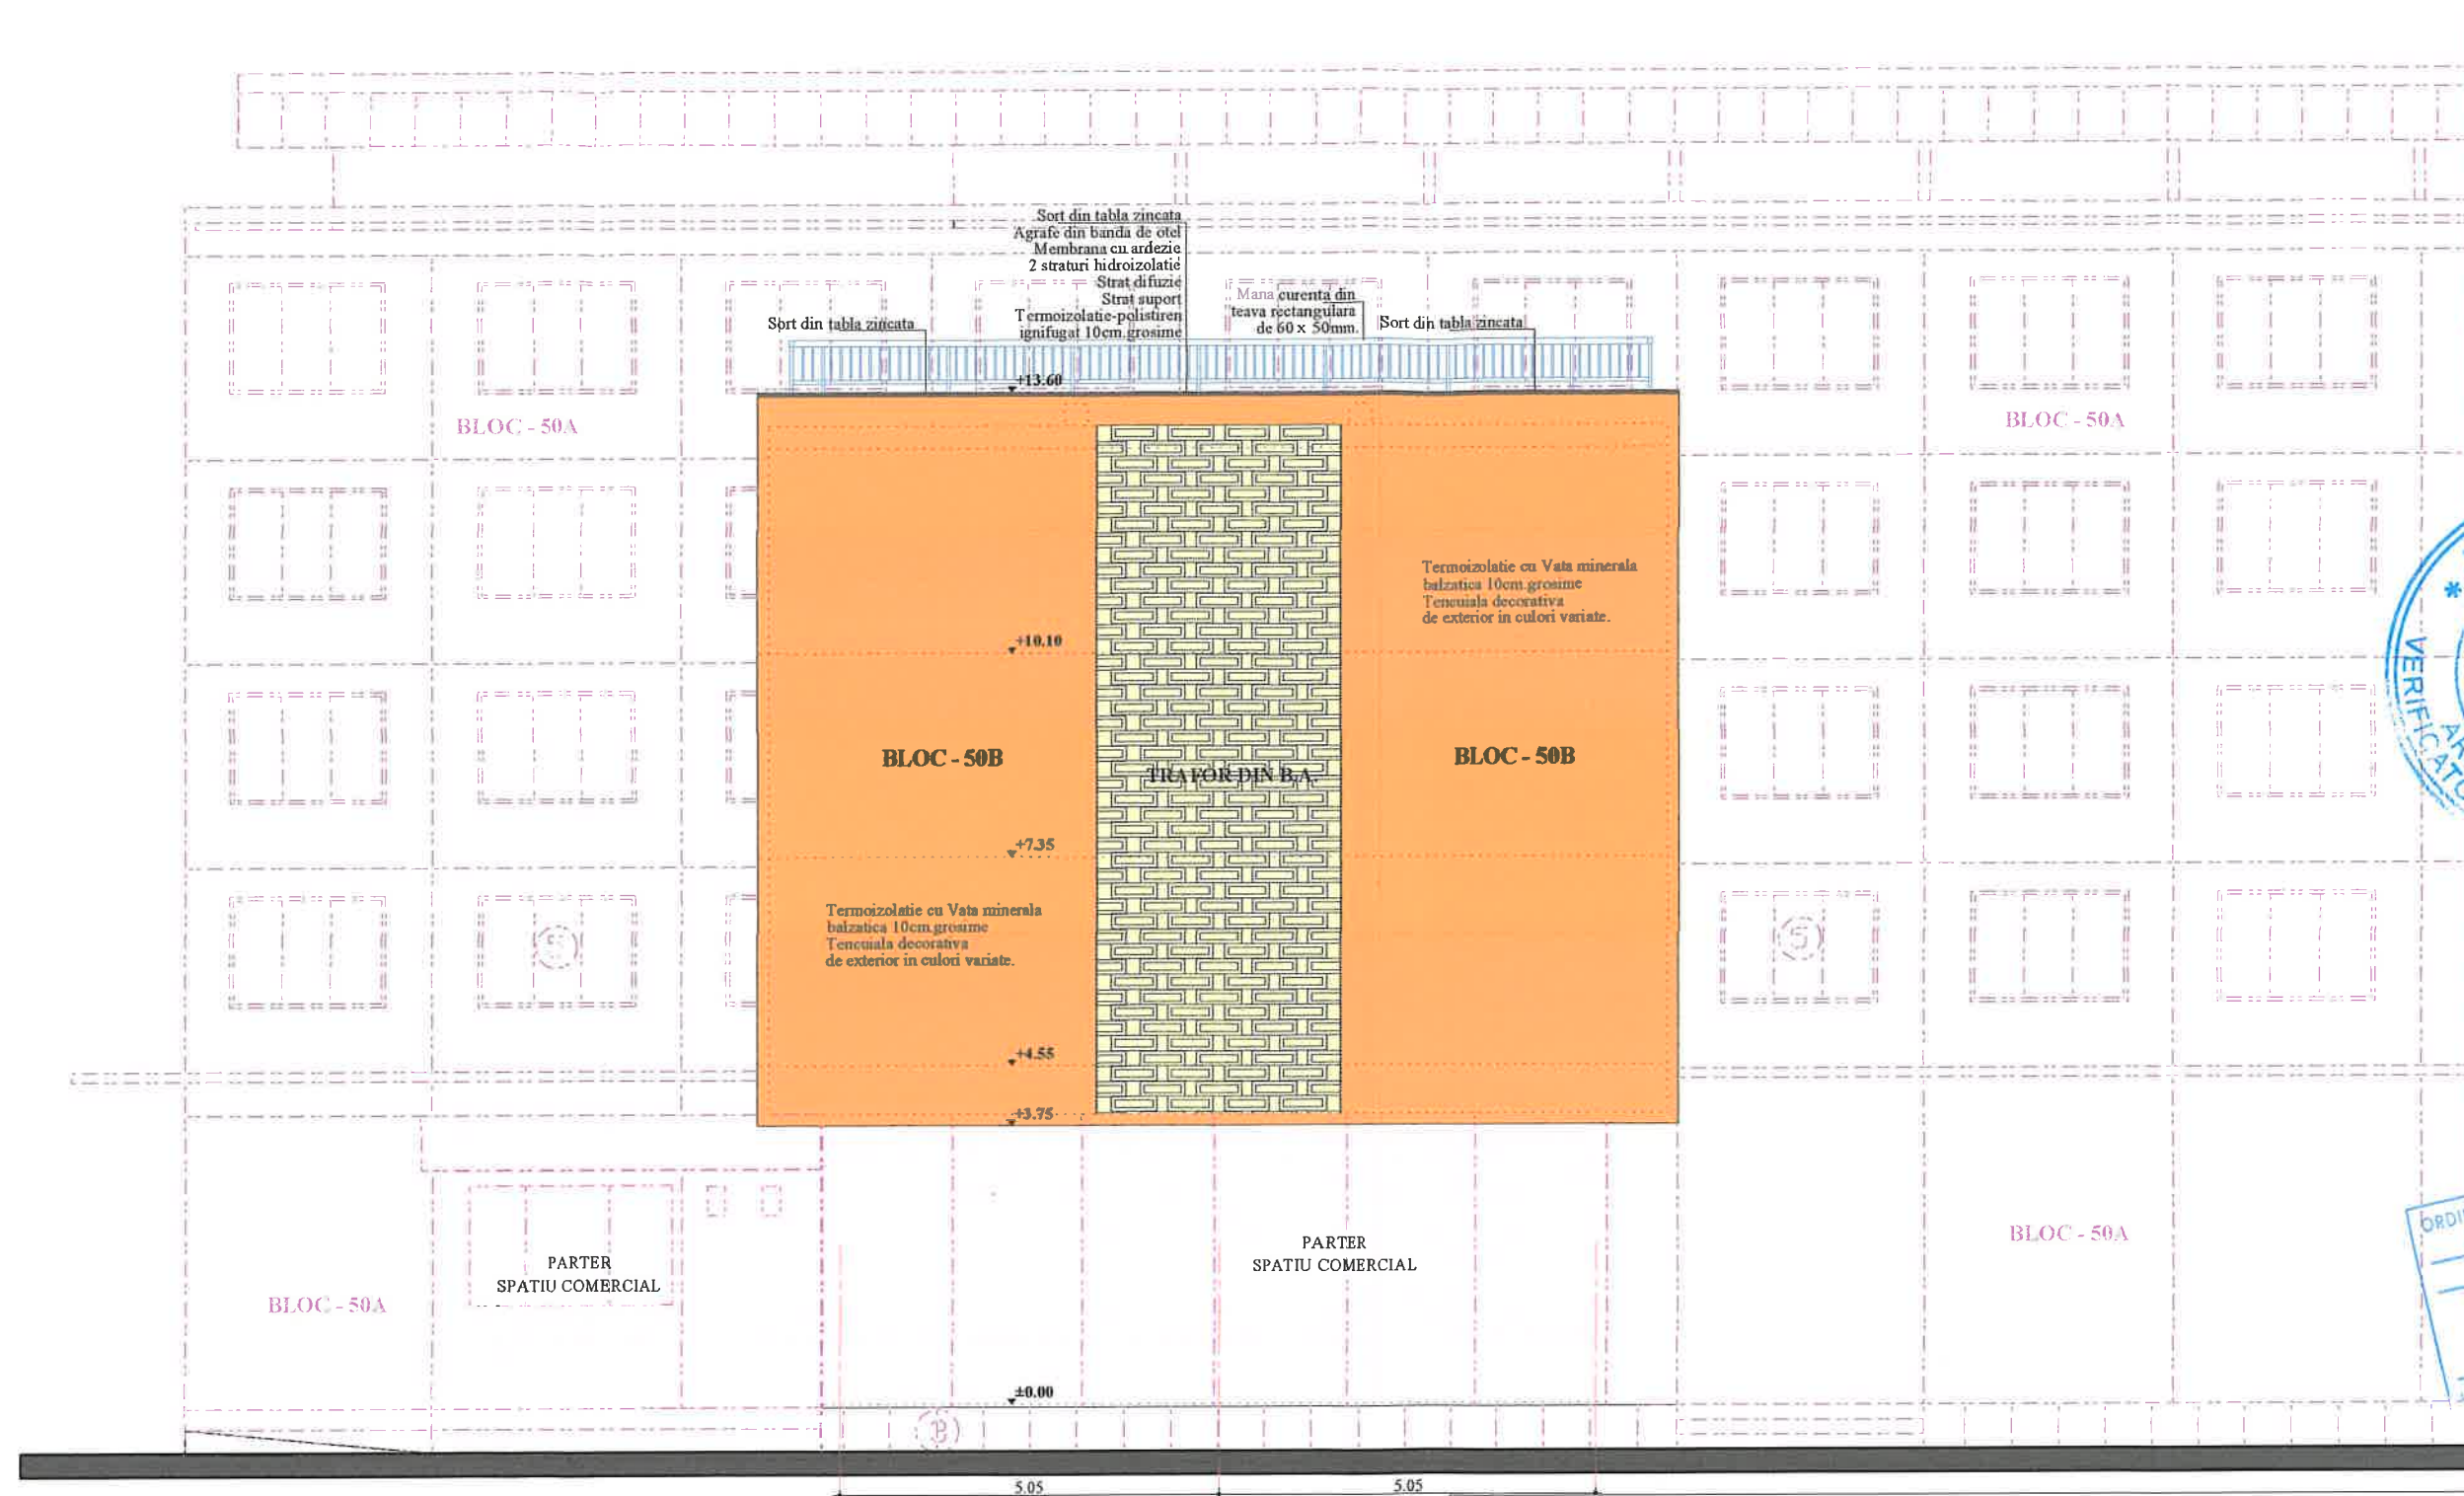 Sort din tabla zincata
Agrafe din banda de otel
Membrana cu ardezie
2 straturi hidroizolatie
Strat difuzie
Strat suport
Termoizolatie-polistiren
ignifugat 10cm.grosime
Mana curenta din
teava rectangulara
de 60 x 50mm.
Sort din tabla zincata
Sort din tabla zincata
+13.60
BLOC - 50A
BLOC - 50A
Termoizolatie cu Vata minerala
balzatica 10cm.grosime
Tencuiala decorativa
de exterior in culori variate.
+10.10
VERIFICATO
BLOC - 50B
TRAFOR DIN B.A.
BLOC - 50B
+7.35
Termoizolatie cu Vata minerala
balzatica 10cm.grosime
Tencuiala decorativa
de exterior in culori variate.
S
S
+4.55
+3.75
PARTER
SPATIU COMERCIAL
PARTER
SPATIU COMERCIAL
BLOC - 50A
BLOC - 50A
ORDI
±0.00
P
5.05
5.05